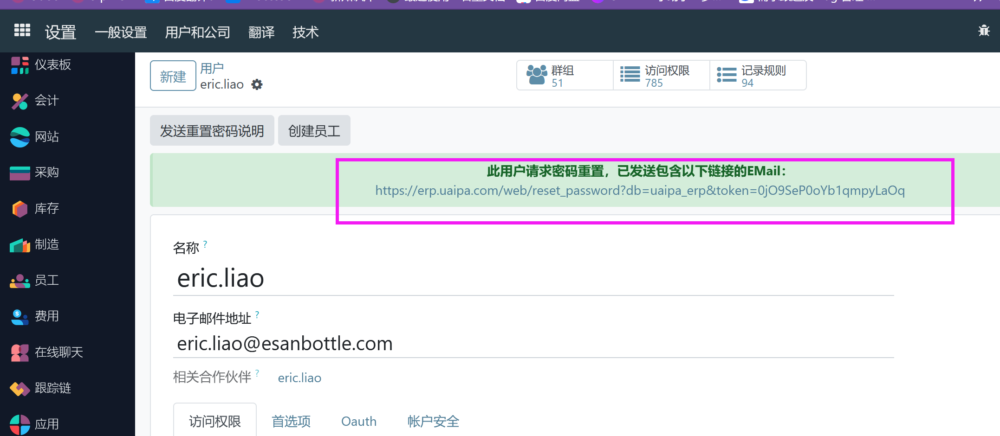 设置 一般设置 用户和公司 翻译 技术
仪表板
会计
网站
采购
库存
制造
员工
费用
在线聊天
跟踪链
应用
新建
用户
eric.liao
群组
51
访问权限
785
记录规则
94
发送重置密码说明 创建员工
此用户请求密码重置，已发送包含以下链接的EMail：
https://erp.uaipa.com/web/reset_password?db=uaipa_erp&token=0jO9SeP0oYb1qmpyLaOq
名称 ?
eric.liao
电子邮件地址 ?
eric.liao@esanbottle.com
相关合作伙伴 ? eric.liao
访问权限 首选项 Oauth 帐户安全